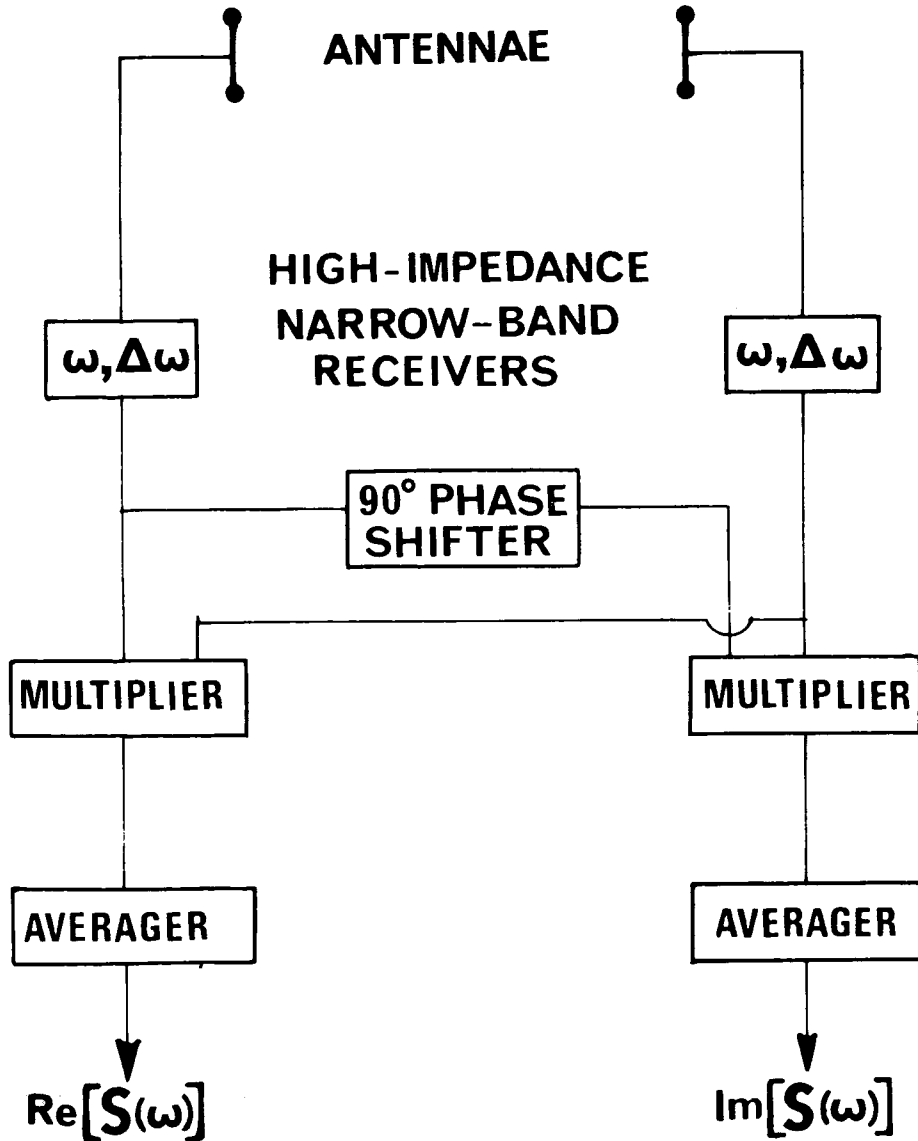 ANTENNAE
HIGH-IMPEDANCE
NARROW-BAND
RECEIVERS
ω,Δω
ω,Δω
90° PHASE
SHIFTER
MULTIPLIER
MULTIPLIER
AVERAGER
AVERAGER
Re[S(ω)]
Im[S(ω)]